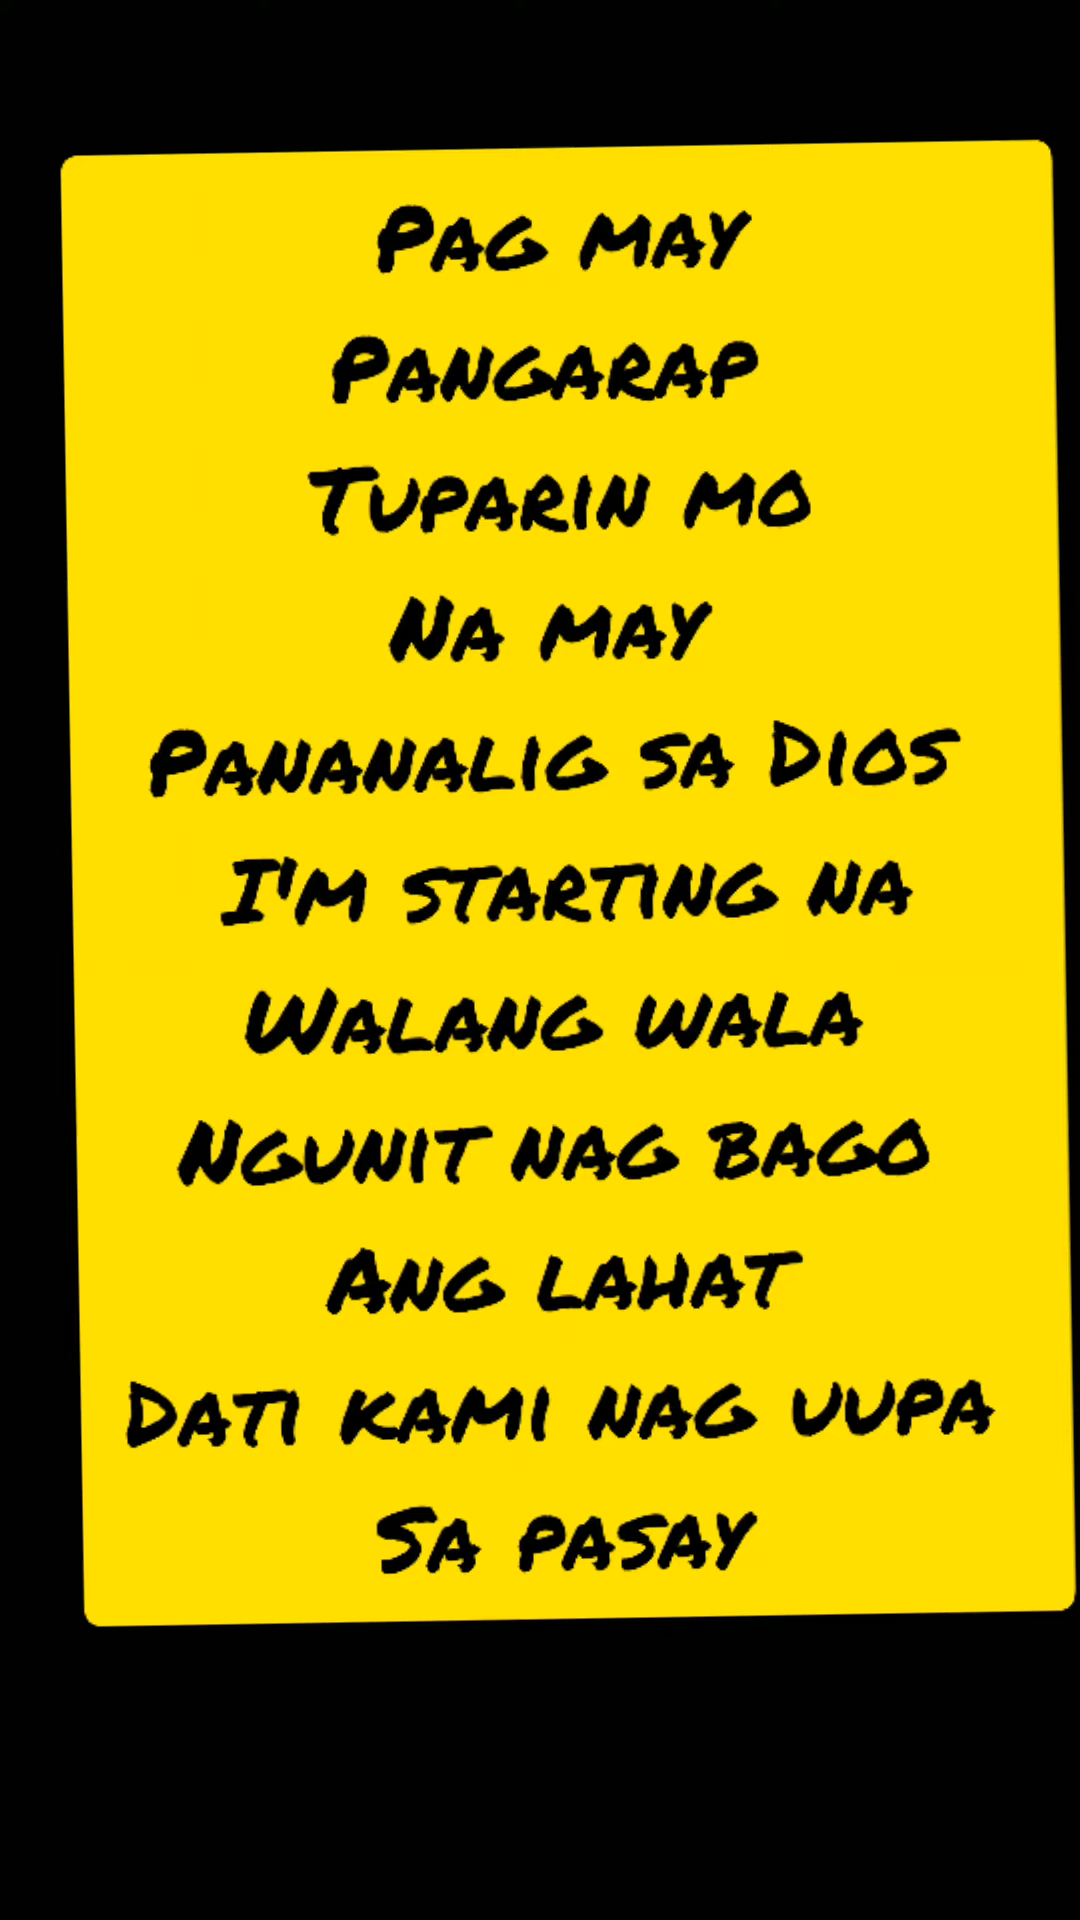 Pag may
Pangarap
Tuparin mo
Na may
Pananalig sa Dios
I'm starting na
Walang wala
Ngunit nag bago
Ang lahat
Dati kami nag uupa
Sa pasay